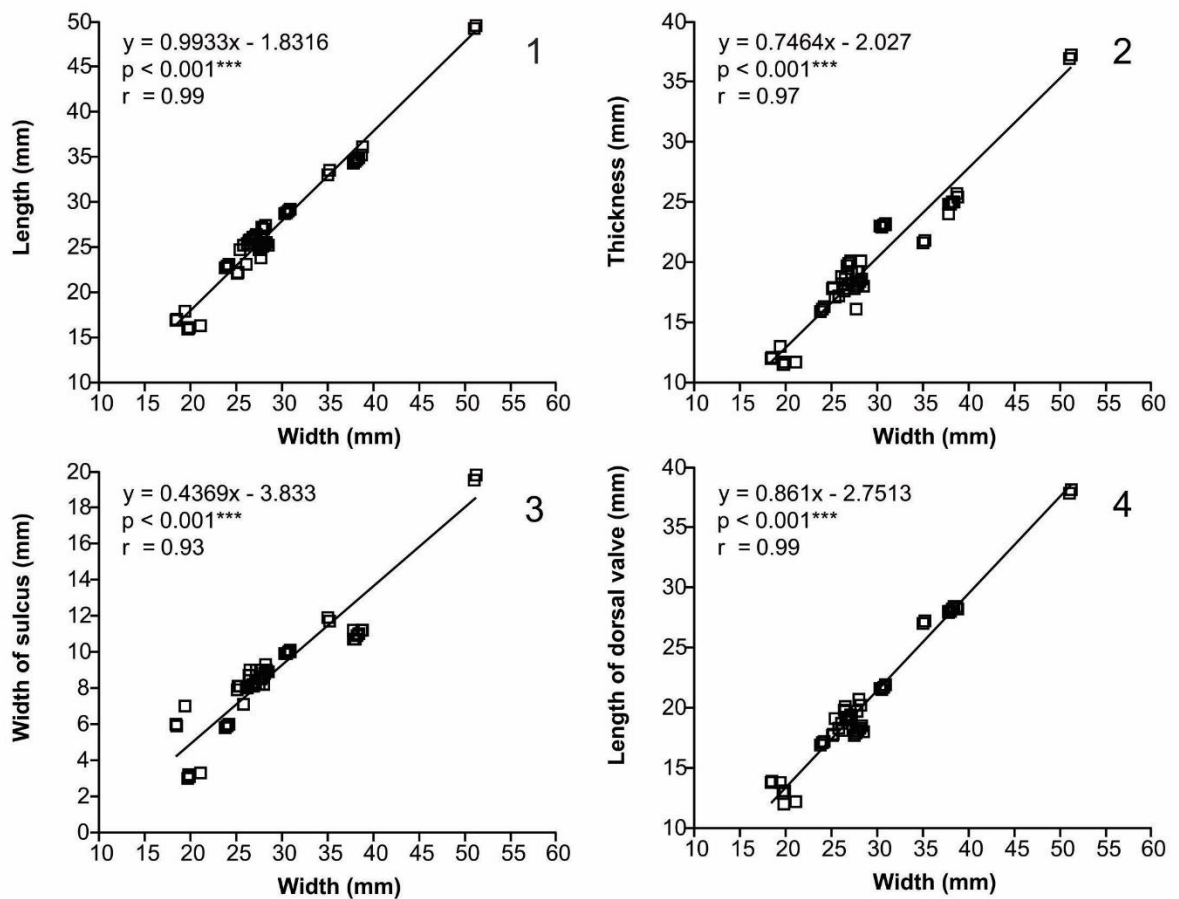 y = 0.9933x - 1.8316
p < 0.001***
r = 0.99
1
Length (mm)
50
45
40
35
30
25
20
15
10
10 15 20 25 30 35 40 45 50 55 60
Width (mm)
y = 0.7464x - 2.027
p < 0.001***
r = 0.97
2
Thickness (mm)
40
35
30
25
20
15
10
10 15 20 25 30 35 40 45 50 55 60
Width (mm)
y = 0.4369x - 3.833
p < 0.001***
r = 0.93
3
Width of sulcus (mm)
20
18
16
14
12
10
8
6
4
2
0
10 15 20 25 30 35 40 45 50 55 60
Width (mm)
y = 0.861x - 2.7513
p < 0.001***
r = 0.99
4
Length of dorsal valve (mm)
40
35
30
25
20
15
10
10 15 20 25 30 35 40 45 50 55 60
Width (mm)